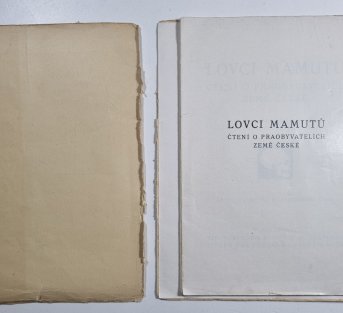 LOVCI MAMUTŮ
ČTENÍ O PRAOBYVATELÍCH
ZEMĚ ČESKÉ